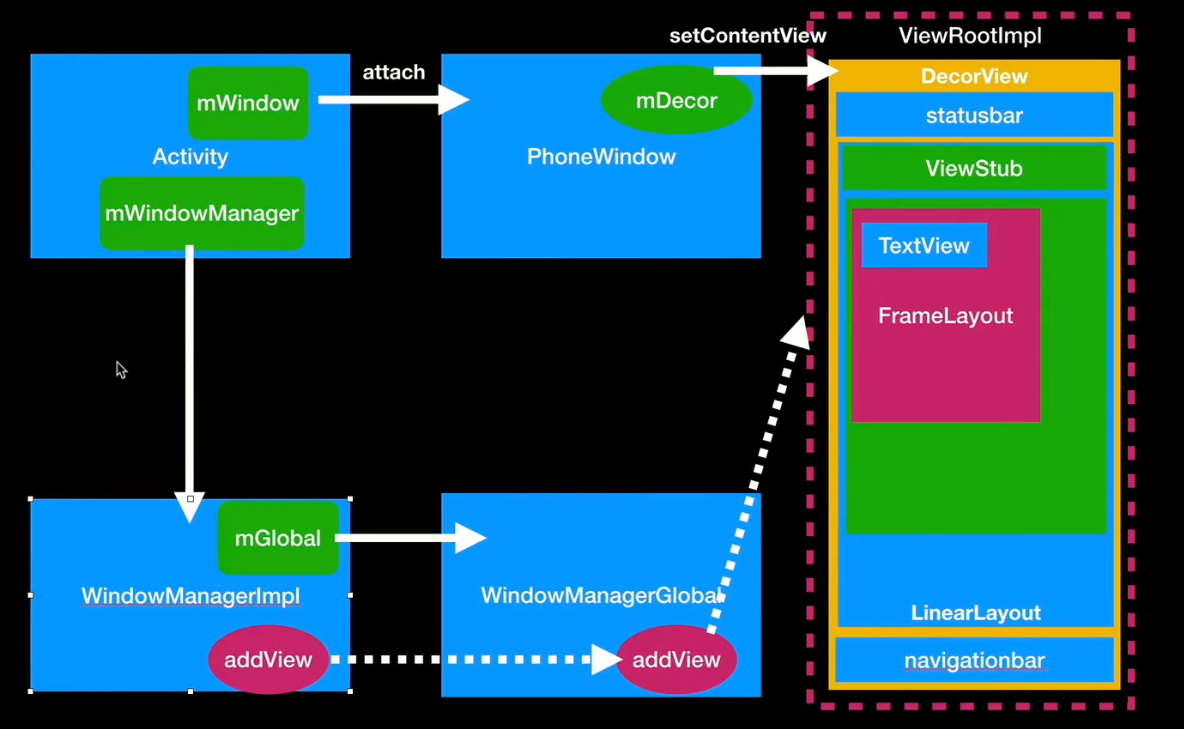 setContentView
ViewRootImpl
attach
mWindow
mDecor
DecorView
statusbar
Activity
PhoneWindow
ViewStub
mWindowManager
TextView
FrameLayout
mGlobal
WindowManagerImpl
WindowManagerGlobal
LinearLayout
addView
addView
navigationbar